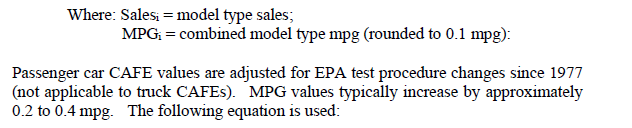 Where: Salesᵢ = model type sales;
MPGᵢ = combined model type mpg (rounded to 0.1 mpg):
Passenger car CAFE values are adjusted for EPA test procedure changes since 1977
(not applicable to truck CAFEs). MPG values typically increase by approximately
0.2 to 0.4 mpg. The following equation is used: